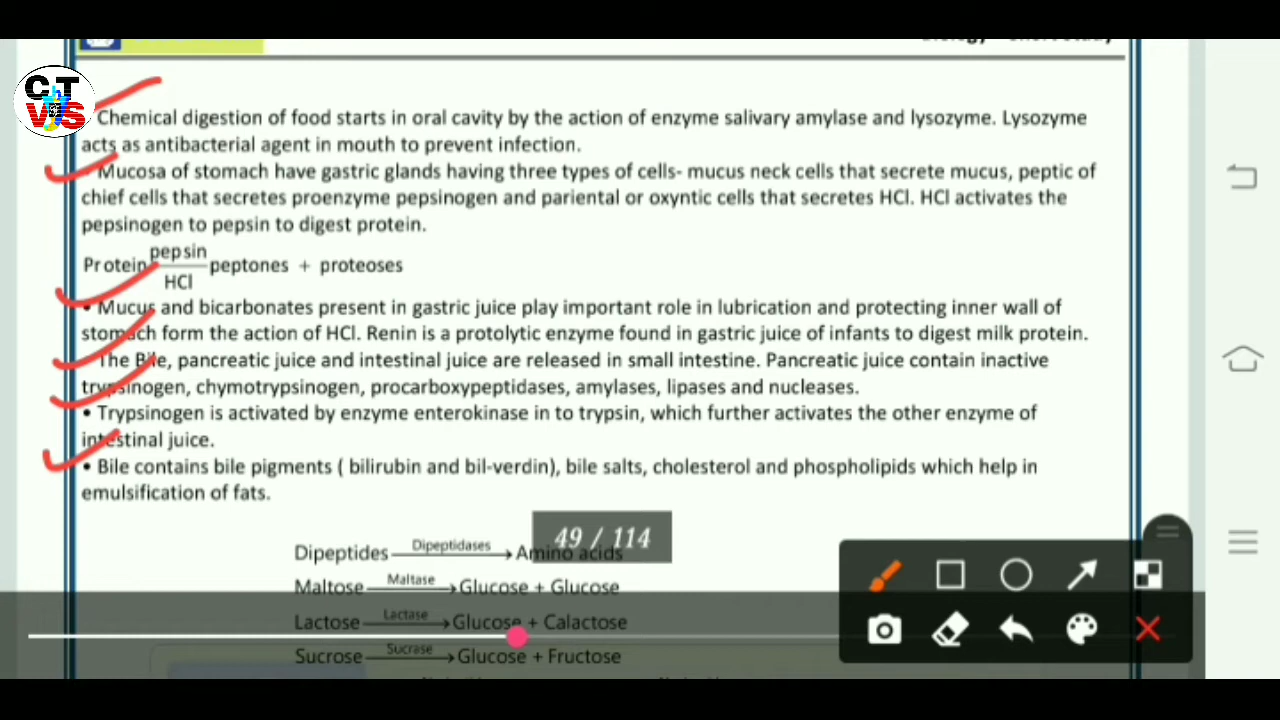 CT
VJS
Chemical digestion of food starts in oral cavity by the action of enzyme salivary amylase and lysozyme. Lysozyme
acts as antibacterial agent in mouth to prevent infection.
Mucosa of stomach have gastric glands having three types of cells- mucus neck cells that secrete mucus, peptic of
chief cells that secretes proenzyme pepsinogen and pariental or oxyntic cells that secretes HCl. HCl activates the
pepsinogen to pepsin to digest protein.
Protein pepsin/HCl peptones + proteoses
• Mucus and bicarbonates present in gastric juice play important role in lubrication and protecting inner wall of
stomach form the action of HCl. Renin is a protolytic enzyme found in gastric juice of infants to digest milk protein.
The Bile, pancreatic juice and intestinal juice are released in small intestine. Pancreatic juice contain inactive
trypsinogen, chymotrypsinogen, procarboxypeptidases, amylases, lipases and nucleases.
• Trypsinogen is activated by enzyme enterokinase in to trypsin, which further activates the other enzyme of
intestinal juice.
• Bile contains bile pigments ( bilirubin and bil-verdin), bile salts, cholesterol and phospholipids which help in
emulsification of fats.
49 / 114
Dipeptides Dipeptidases → Amino acids
Maltose Maltase → Glucose + Glucose
Lactose Lactase → Glucose + Calactose
Sucrose Sucrase → Glucose + Fructose